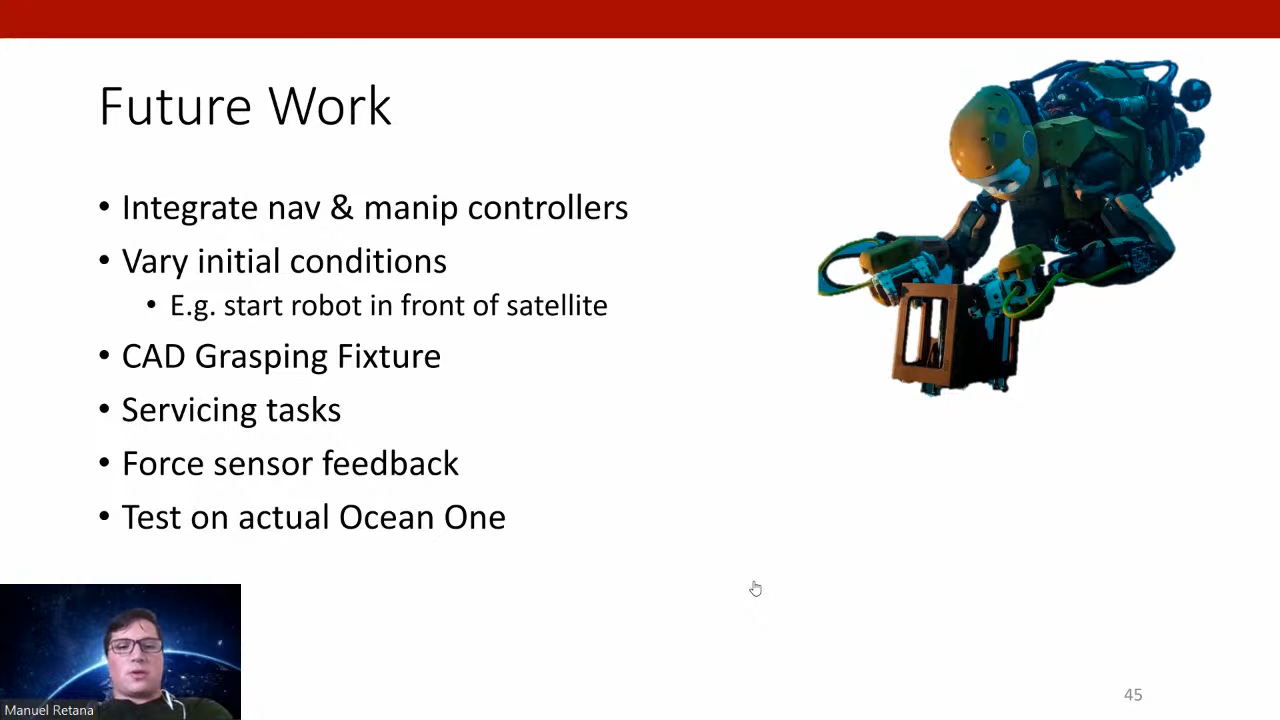 Future Work
• Integrate nav & manip controllers
• Vary initial conditions
• E.g. start robot in front of satellite
• CAD Grasping Fixture
• Servicing tasks
• Force sensor feedback
• Test on actual Ocean One
Manuel Retana
45